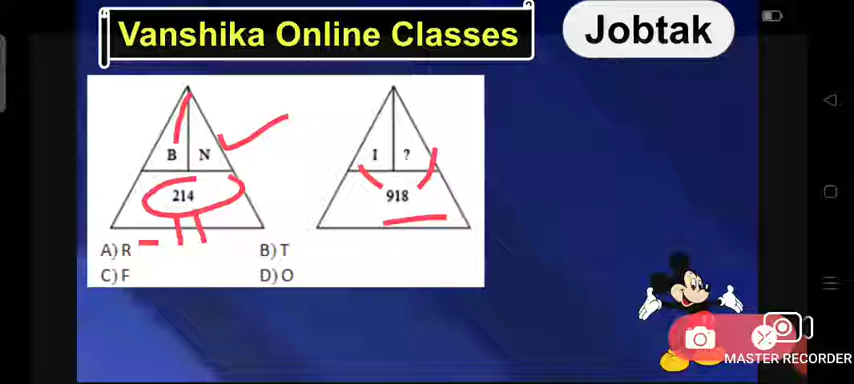 Vanshika Online Classes
Jobtak
B N
214
I ?
918
A) R B) T
C) F D) O
MASTER RECORDER